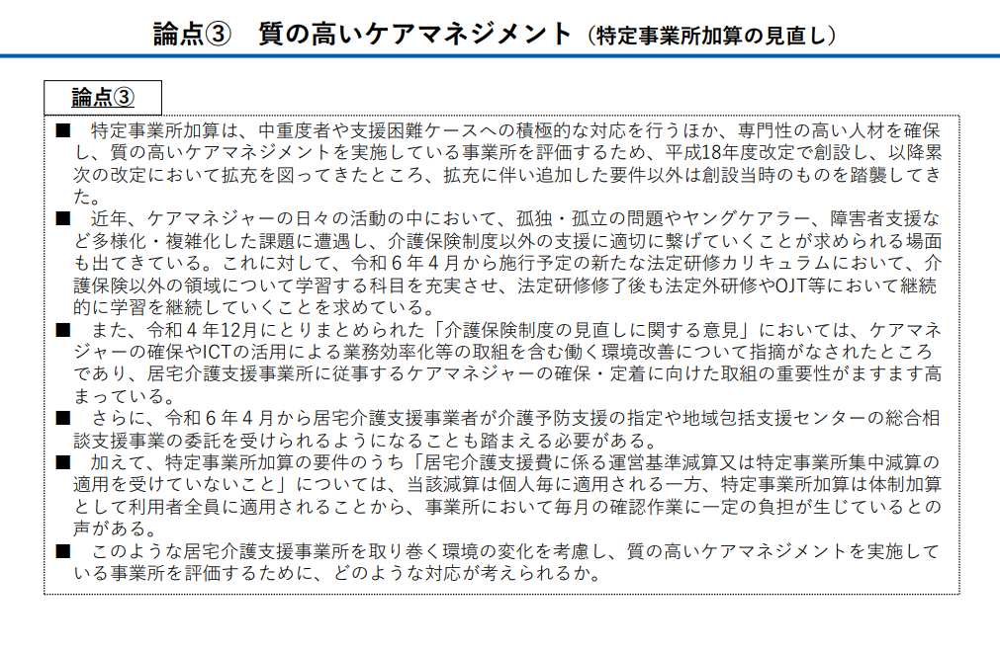 論点③　質の高いケアマネジメント（特定事業所加算の見直し）
論点③
■　特定事業所加算は、中重度者や支援困難ケースへの積極的な対応を行うほか、専門性の高い人材を確保
し、質の高いケアマネジメントを実施している事業所を評価するため、平成18年度改定で創設し、以降累
次の改定において拡充を図ってきたところ、拡充に伴い追加した要件以外は創設当時のものを踏襲してき
た。
■　近年、ケアマネジャーの日々の活動の中において、孤独・孤立の問題やヤングケアラー、障害者支援な
ど多様化・複雑化した課題に遭遇し、介護保険制度以外の支援に適切に繋げていくことが求められる場面
も出てきている。これに対して、令和６年４月から施行予定の新たな法定研修カリキュラムにおいて、介
護保険以外の領域について学習する科目を充実させ、法定研修修了後も法定外研修やOJT等において継続
的に学習を継続していくことを求めている。
■　また、令和４年12月にとりまとめられた「介護保険制度の見直しに関する意見」においては、ケアマネ
ジャーの確保やICTの活用による業務効率化等の取組を含む働く環境改善について指摘がなされたところ
であり、居宅介護支援事業所に従事するケアマネジャーの確保・定着に向けた取組の重要性がますます高
まっている。
■　さらに、令和６年４月から居宅介護支援事業者が介護予防支援の指定や地域包括支援センターの総合相
談支援事業の委託を受けられるようになることも踏まえる必要がある。
■　加えて、特定事業所加算の要件のうち「居宅介護支援費に係る運営基準減算又は特定事業所集中減算の
適用を受けていないこと」については、当該減算は個人毎に適用される一方、特定事業所加算は体制加算
として利用者全員に適用されることから、事業所において毎月の確認作業に一定の負担が生じているとの
声がある。
■　このような居宅介護支援事業所を取り巻く環境の変化を考慮し、質の高いケアマネジメントを実施して
いる事業所を評価するために、どのような対応が考えられるか。